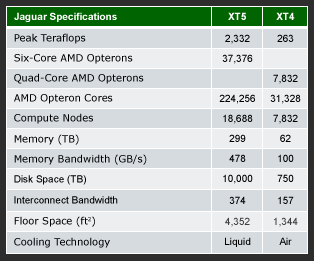 Jaguar Specifications XT5 XT4
Peak Teraflops 2,332 263
Six-Core AMD Opterons 37,376
Quad-Core AMD Opterons 7,832
AMD Opteron Cores 224,256 31,328
Compute Nodes 18,688 7,832
Memory (TB) 299 62
Memory Bandwidth (GB/s) 478 100
Disk Space (TB) 10,000 750
Interconnect Bandwidth 374 157
Floor Space (ft²) 4,352 1,344
Cooling Technology Liquid Air